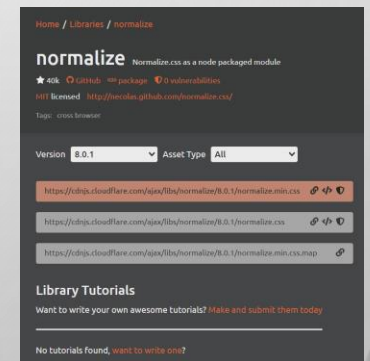 Home / Libraries / normalize
normalize Normalize.css as a node packaged module
40k GitHub package 0 vulnerabilities
MIT licensed http://necolas.github.com/normalize.css/
Tags: cross browser
Version 8.0.1 Asset Type All
https://cdnjs.cloudflare.com/ajax/libs/normalize/8.0.1/normalize.min.css
https://cdnjs.cloudflare.com/ajax/libs/normalize/8.0.1/normalize.css
https://cdnjs.cloudflare.com/ajax/libs/normalize/8.0.1/normalize.min.css.map
Library Tutorials
Want to write your own awesome tutorials? Make and submit them today
No tutorials found, want to write one?